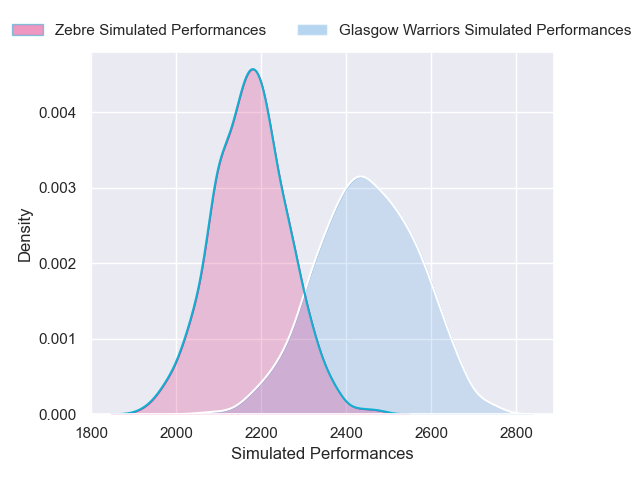 Zebre Simulated Performances
Glasgow Warriors Simulated Performances
0.004
0.003
0.002
0.001
0.000
Density
1800
2000
2200
2400
2600
2800
Simulated Performances